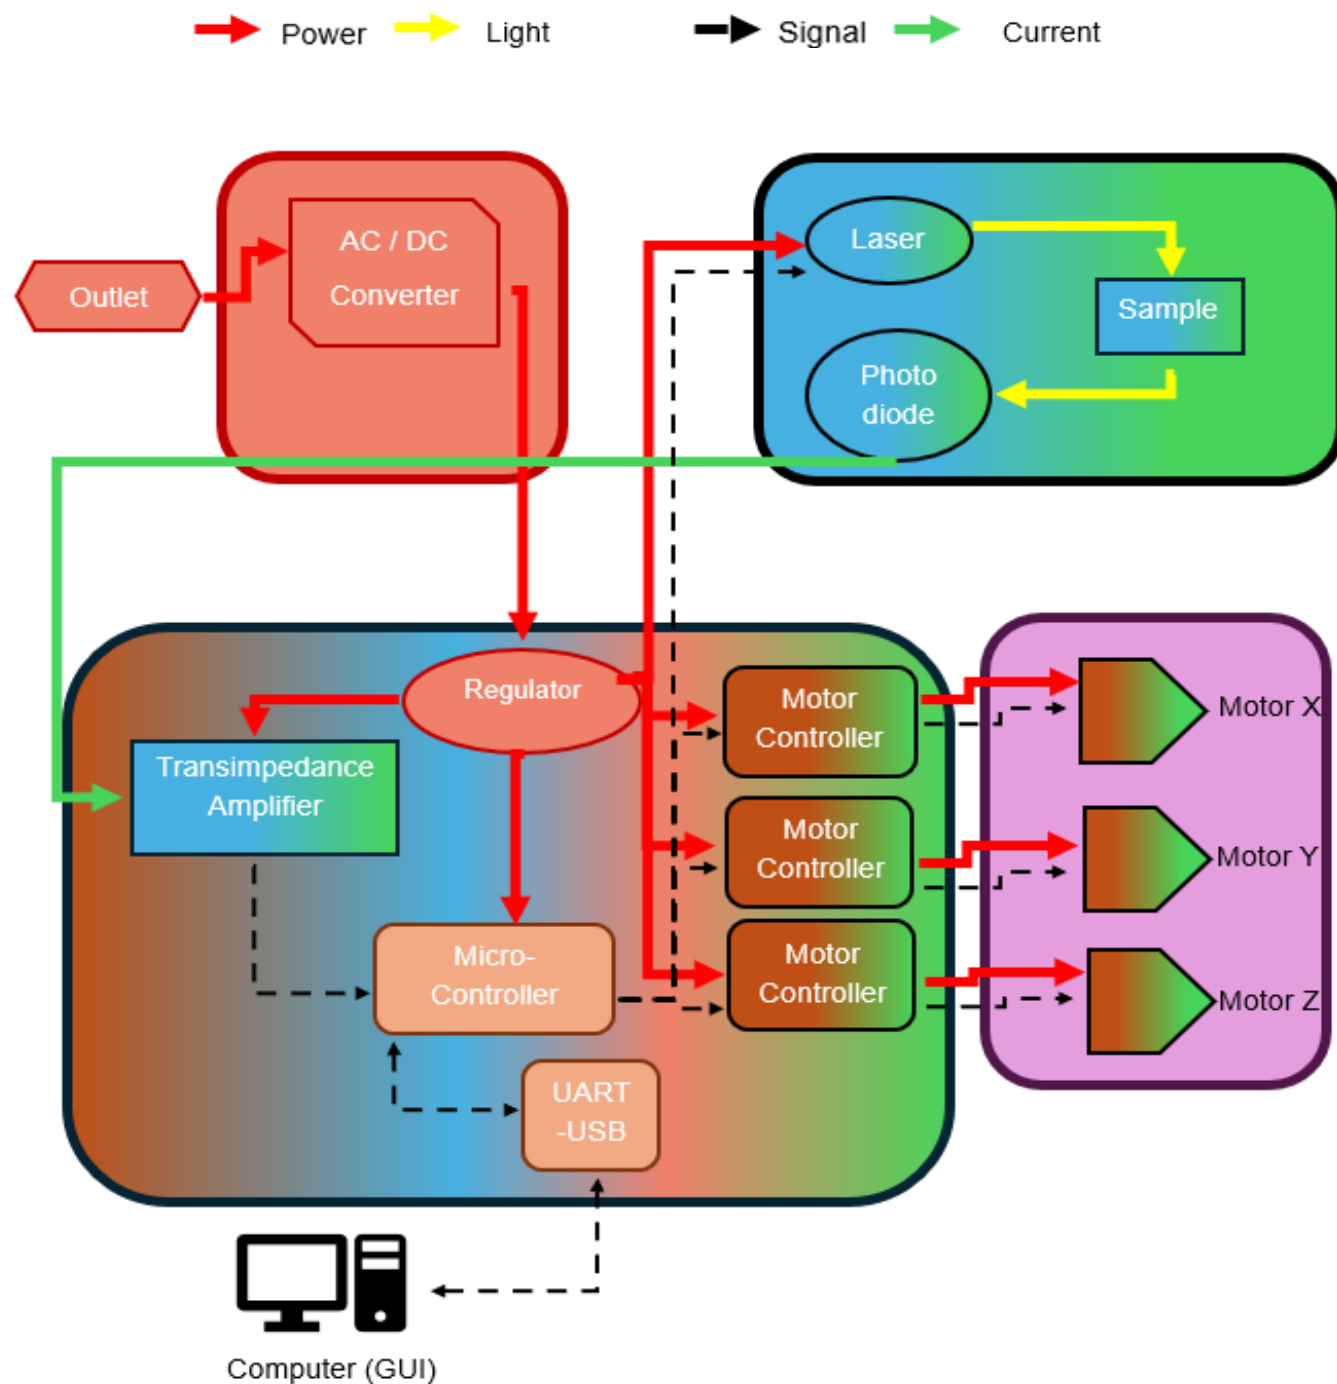 Power Light Signal Current
AC / DC
Converter
Outlet
Laser
Sample
Photo
diode
Regulator
Transimpedance
Amplifier
Motor
Controller
Motor X
Motor
Controller
Motor Y
Micro-
Controller
Motor
Controller
Motor Z
UART
-USB
Computer (GUI)